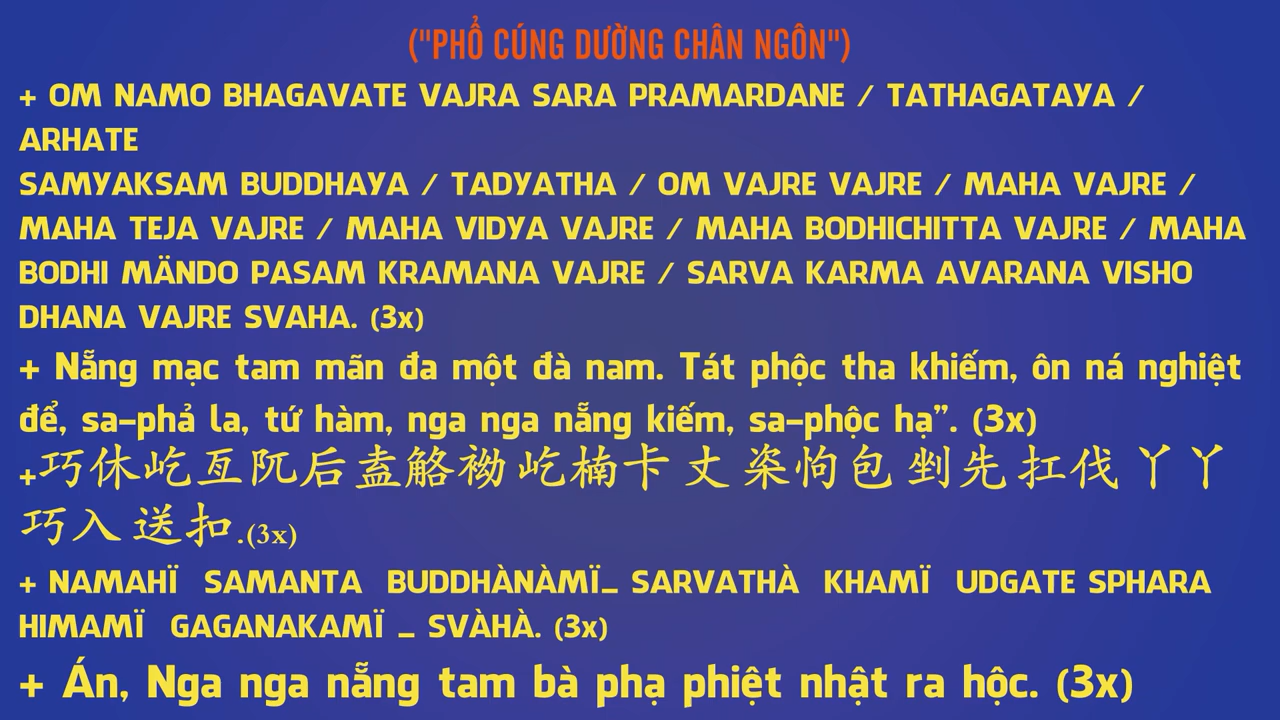 ("PHỔ CÚNG DƯỜNG CHÂN NGÔN")
+ OM NAMO BHAGAVATE VAJRA SARA PRAMARDANE / TATHAGATAYA /
ARHATE
SAMYAKSAM BUDDHAYA / TADYATHA / OM VAJRE VAJRE / MAHA VAJRE /
MAHA TEJA VAJRE / MAHA VIDYA VAJRE / MAHA BODHICHITTA VAJRE / MAHA
BODHI MÄNDO PASAM KRAMANA VAJRE / SARVA KARMA AVARANA VISHO
DHANA VAJRE SVAHA. (3x)
+ Nẵng mạc tam mãn đa một đà nam. Tát phộc tha khiếm, ôn ná nghiệt
để, sa-phả la, tứ hàm, nga nga nẵng kiếm, sa-phộc hạ”. (3x)
+巧休屹亙阢后盍觡袎屹楠卡丈 桼怐包 剉先扛伐 丫丫
巧入送扣.(3x)
+ NAMAHÏ SAMANTA BUDDHÀNÀMÏ_ SARVATHÀ KHAMÏ UDGATE SPHARA
HIMAMÏ GAGANAKAMÏ _ SVÀHÀ. (3x)
+ Án, Nga nga nẵng tam bà phạ phiệt nhật ra hộc. (3x)